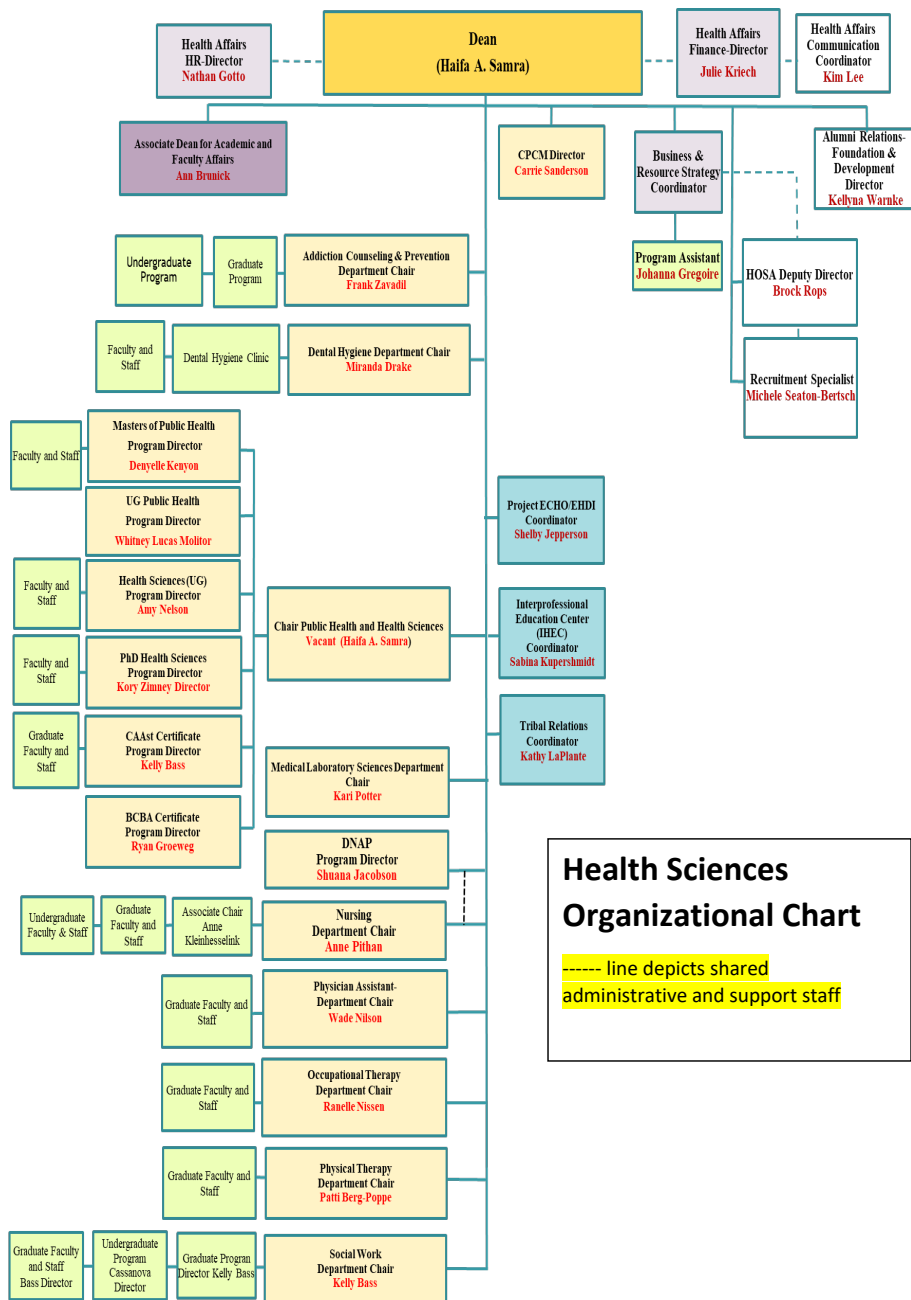 Health Affairs
HR-Director
Nathan Gotto
Dean
(Haifa A. Samra)
Health Affairs
Finance-Director
Julie Kriech
Health Affairs
Communication
Coordinator
Kim Lee
Associate Dean for Academic and
Faculty Affairs
Ann Brunick
CPCM Director
Carrie Sanderson
Business &
Resource Strategy
Coordinator
Alumni Relations-
Foundation &
Development
Director
Kellyna Warnke
Program Assistant
Johanna Gregoire
HOSA Deputy Director
Brock Rops
Recruitment Specialist
Michele Seaton-Bertsch
Undergraduate
Program
Graduate
Program
Addiction Counseling & Prevention
Department Chair
Frank Zavadil
Faculty and
Staff
Dental Hygiene Clinic
Dental Hygiene Department Chair
Miranda Drake
Faculty and Staff
Masters of Public Health
Program Director
Denyelle Kenyon
UG Public Health
Program Director
Whitney Lucas Molitor
Faculty and
Staff
Health Sciences (UG)
Program Director
Amy Nelson
Faculty and
Staff
PhD Health Sciences
Program Director
Kory Zimney Director
Graduate
Faculty and
Staff
CAAst Certificate
Program Director
Kelly Bass
BCBA Certificate
Program Director
Ryan Groeweg
Chair Public Health and Health Sciences
Vacant (Haifa A. Samra)
Project ECHO/EHDI
Coordinator
Shelby Jepperson
Interprofessional
Education Center
(IHEC)
Coordinator
Sabina Kupershmidt
Tribal Relations
Coordinator
Kathy LaPlante
Medical Laboratory Sciences Department
Chair
Kari Potter
DNAP
Program Director
Shuana Jacobson
Undergraduate
Faculty & Staff
Graduate
Faculty and
Staff
Associate Chair
Anne
Kleinhesselink
Nursing
Department Chair
Anne Pithan
Graduate Faculty and
Staff
Physician Assistant-
Department Chair
Wade Nilson
Graduate Faculty and
Staff
Occupational Therapy
Department Chair
Ranelle Nissen
Graduate Faculty and
Staff
Physical Therapy
Department Chair
Patti Berg-Poppe
Graduate Faculty
and Staff
Bass Director
Undergraduate
Program
Cassanova
Director
Graduate Progran
Director Kelly Bass
Social Work
Department Chair
Kelly Bass
Health Sciences
Organizational Chart
------ line depicts shared
administrative and support staff